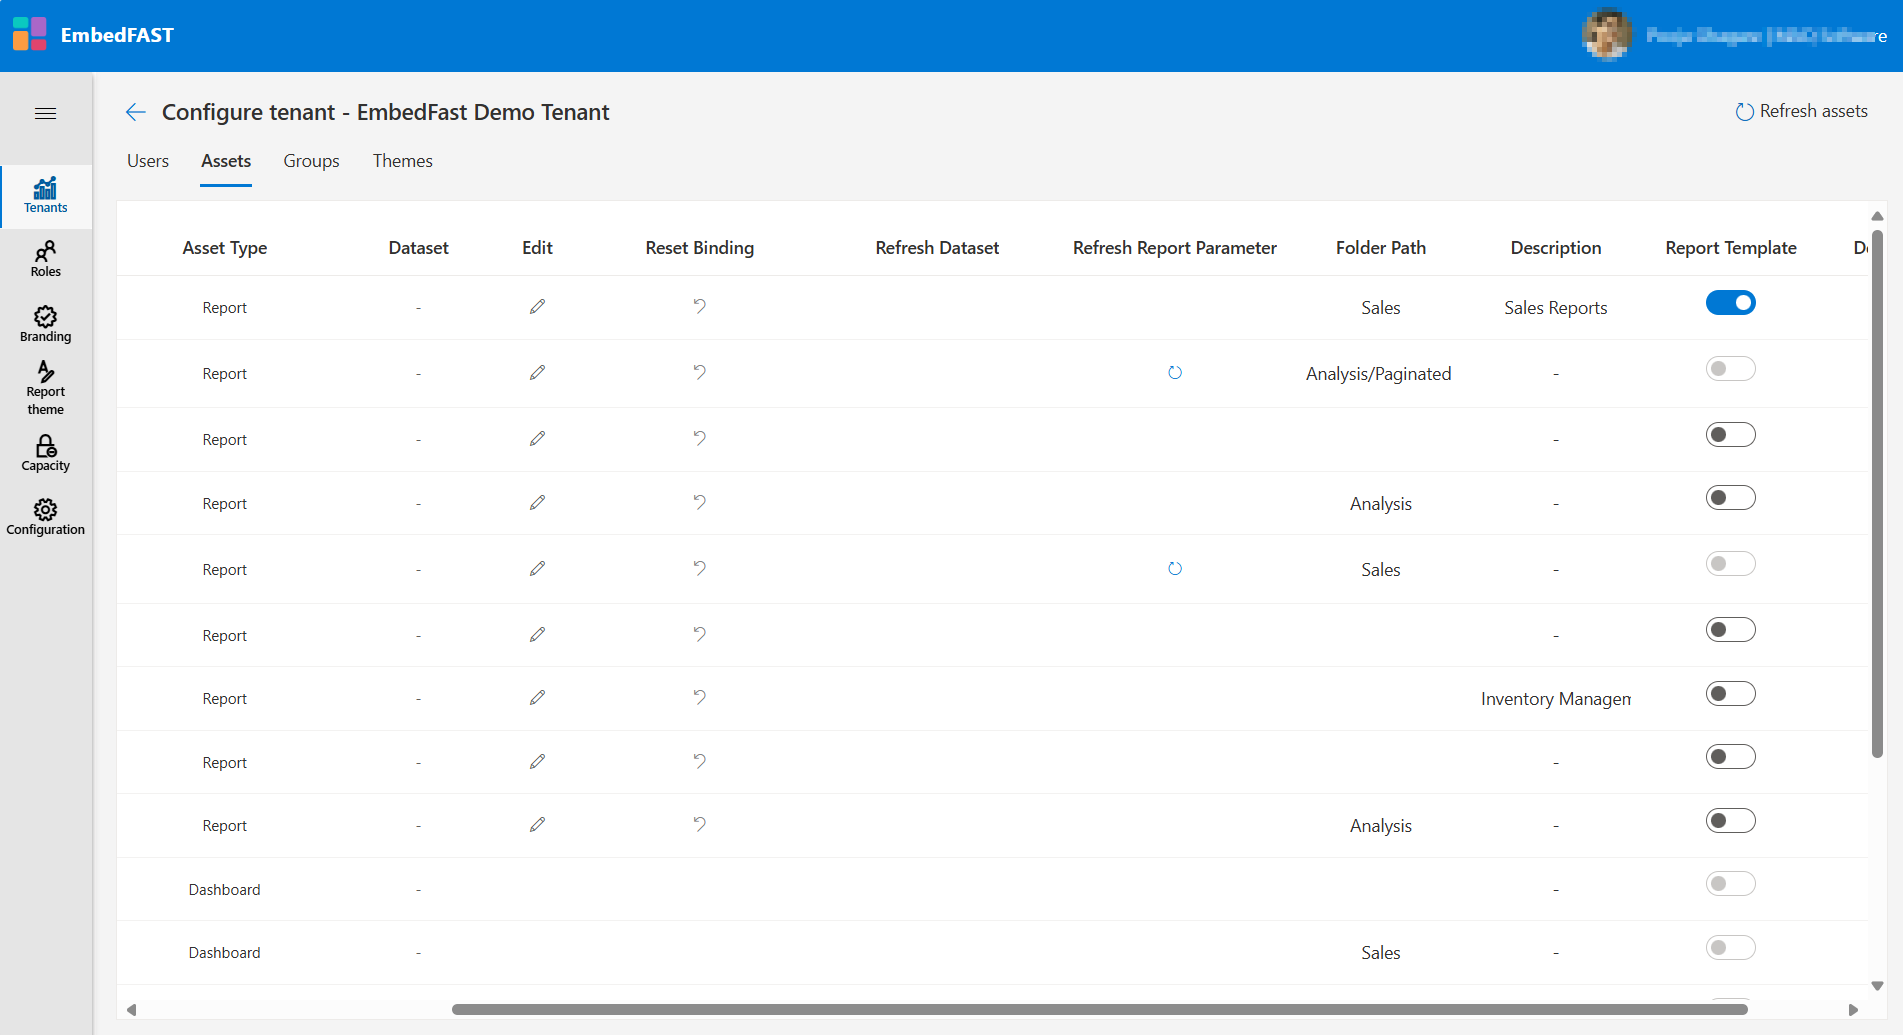 EmbedFAST
Configure tenant - EmbedFast Demo Tenant
Refresh assets
Users Assets Groups Themes
Tenants
Roles
Branding
Report
theme
Capacity
Configuration
Asset Type Dataset Edit Reset Binding Refresh Dataset Refresh Report Parameter Folder Path Description Report Template
Report - Sales Sales Reports
Report - Analysis/Paginated -
Report - -
Report - Analysis -
Report - Sales -
Report - -
Report - Inventory Managem
Report - -
Report - Analysis -
Dashboard - -
Dashboard - Sales -